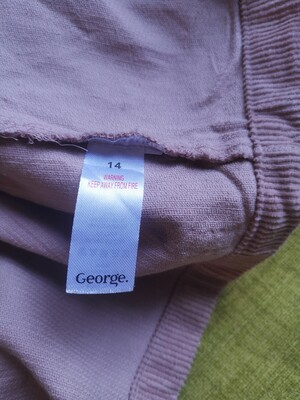 14
WARNING
KEEP AWAY FROM FIRE
George.